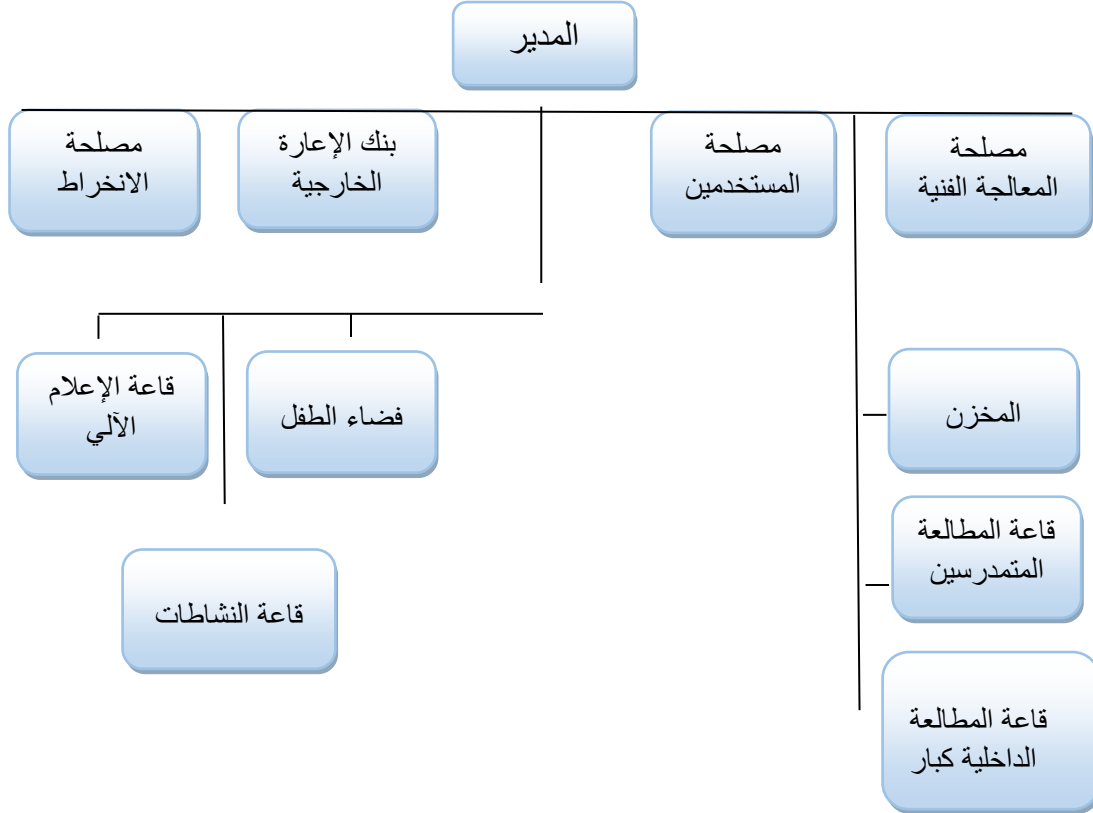 المدير
مصلحة
المعالجة الفنية
مصلحة
المستخدمين
بنك الإعارة
الخارجية
مصلحة
الانخراط
المخزن
قاعة المطالعة
المتمدرسين
قاعة المطالعة
الداخلية كبار
فضاء الطفل
قاعة الإعلام
الآلي
قاعة النشاطات